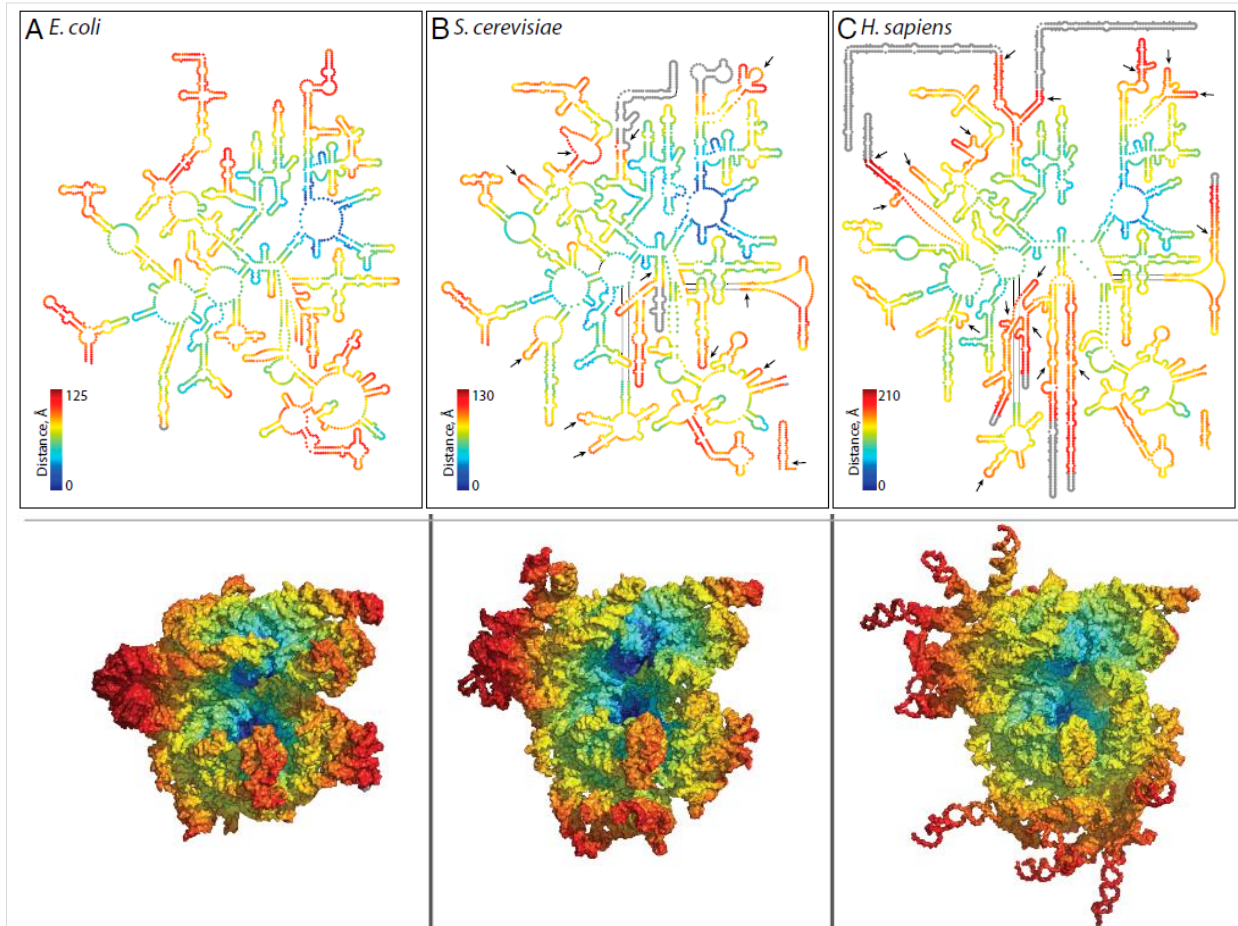 A E. coli
B S. cerevisiae
C H. sapiens
125
Distance, Å
0
130
Distance, Å
0
210
Distance, Å
0